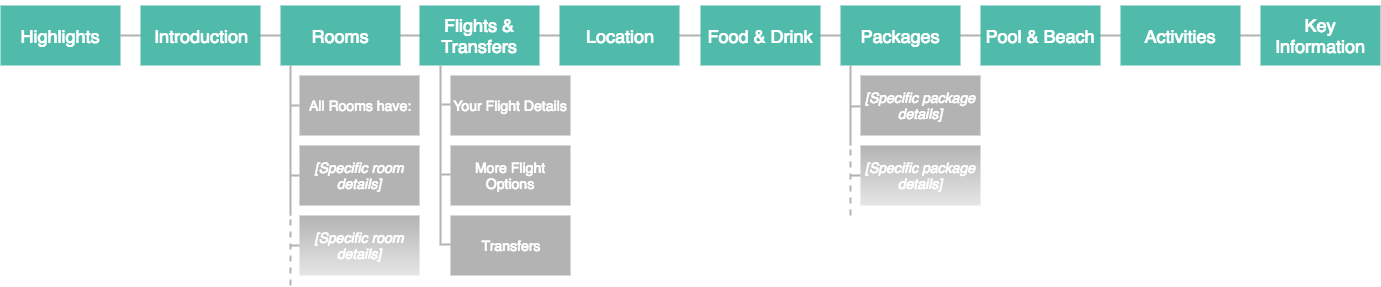 Highlights
Introduction
Rooms
Flights &
Transfers
Location
Food & Drink
Packages
Pool & Beach
Activities
Key
Information
All Rooms have:
[Specific room
details]
[Specific room
details]
Your Flight Details
More Flight
Options
Transfers
[Specific package
details]
[Specific package
details]